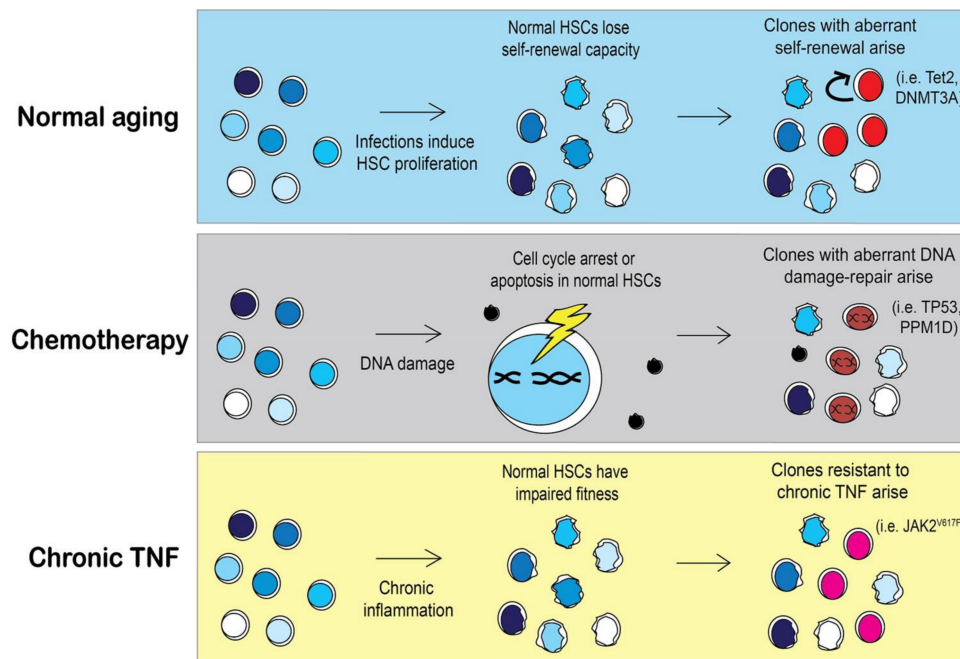 Normal aging
Infections induce
HSC proliferation
Normal HSCs lose
self-renewal capacity
Clones with aberrant
self-renewal arise
(i.e. Tet2,
DNMT3A)
Chemotherapy
DNA damage
Cell cycle arrest or
apoptosis in normal HSCs
Clones with aberrant DNA
damage-repair arise
(i.e. TP53,
PPM1D)
Chronic TNF
Chronic
inflammation
Normal HSCs have
impaired fitness
Clones resistant to
chronic TNF arise
(i.e. JAK2V617F